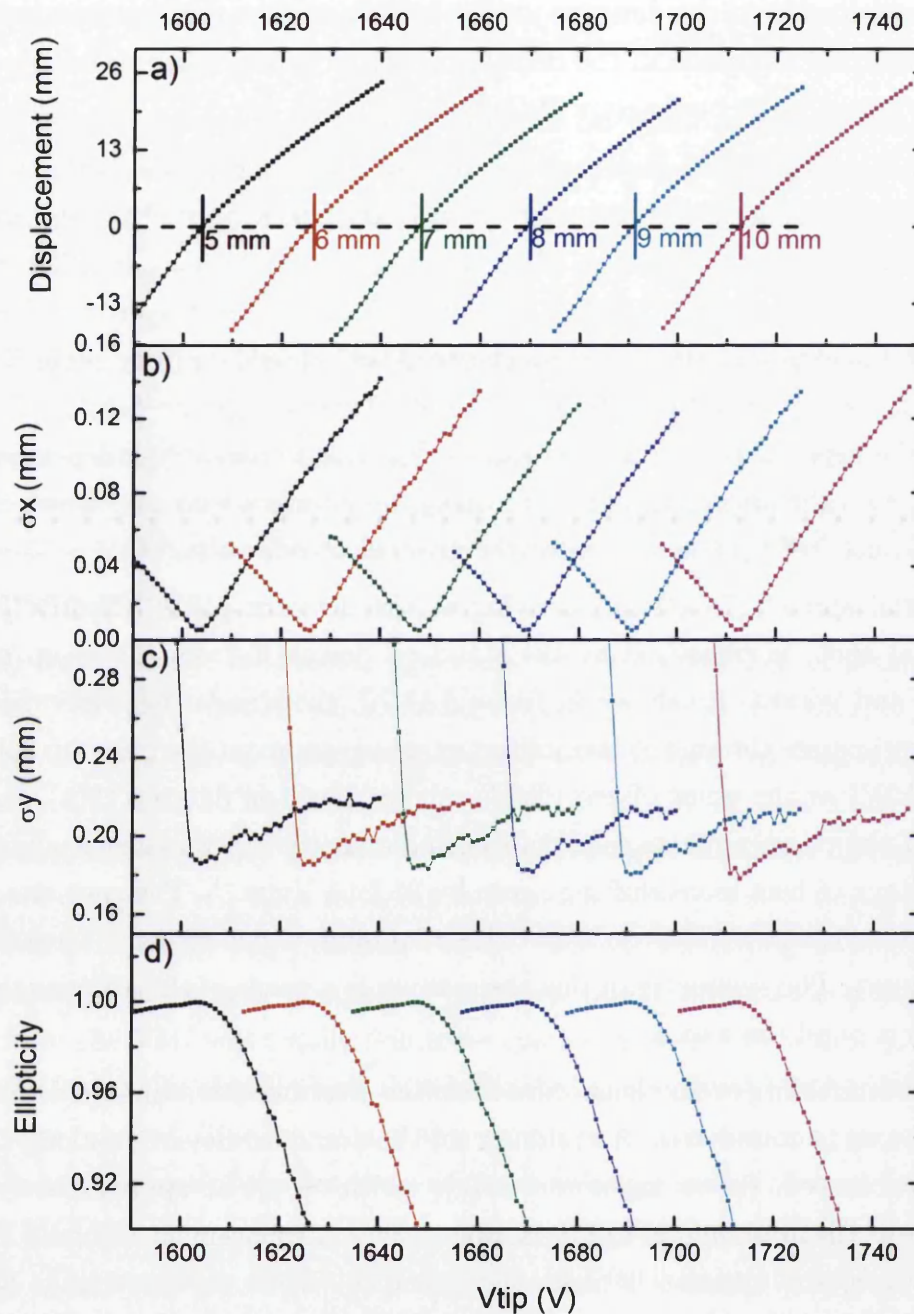 1600 1620 1640 1660 1680 1700 1720 1740
a)
Displacement (mm)
26
13
0
-13
5 mm 6 mm 7 mm 8 mm 9 mm 10 mm
b)
σx (mm)
0.16
0.12
0.08
0.04
0.00
c)
σy (mm)
0.28
0.24
0.20
0.16
d)
Ellipticity
1.00
0.96
0.92
1600 1620 1640 1660 1680 1700 1720 1740
Vtip (V)